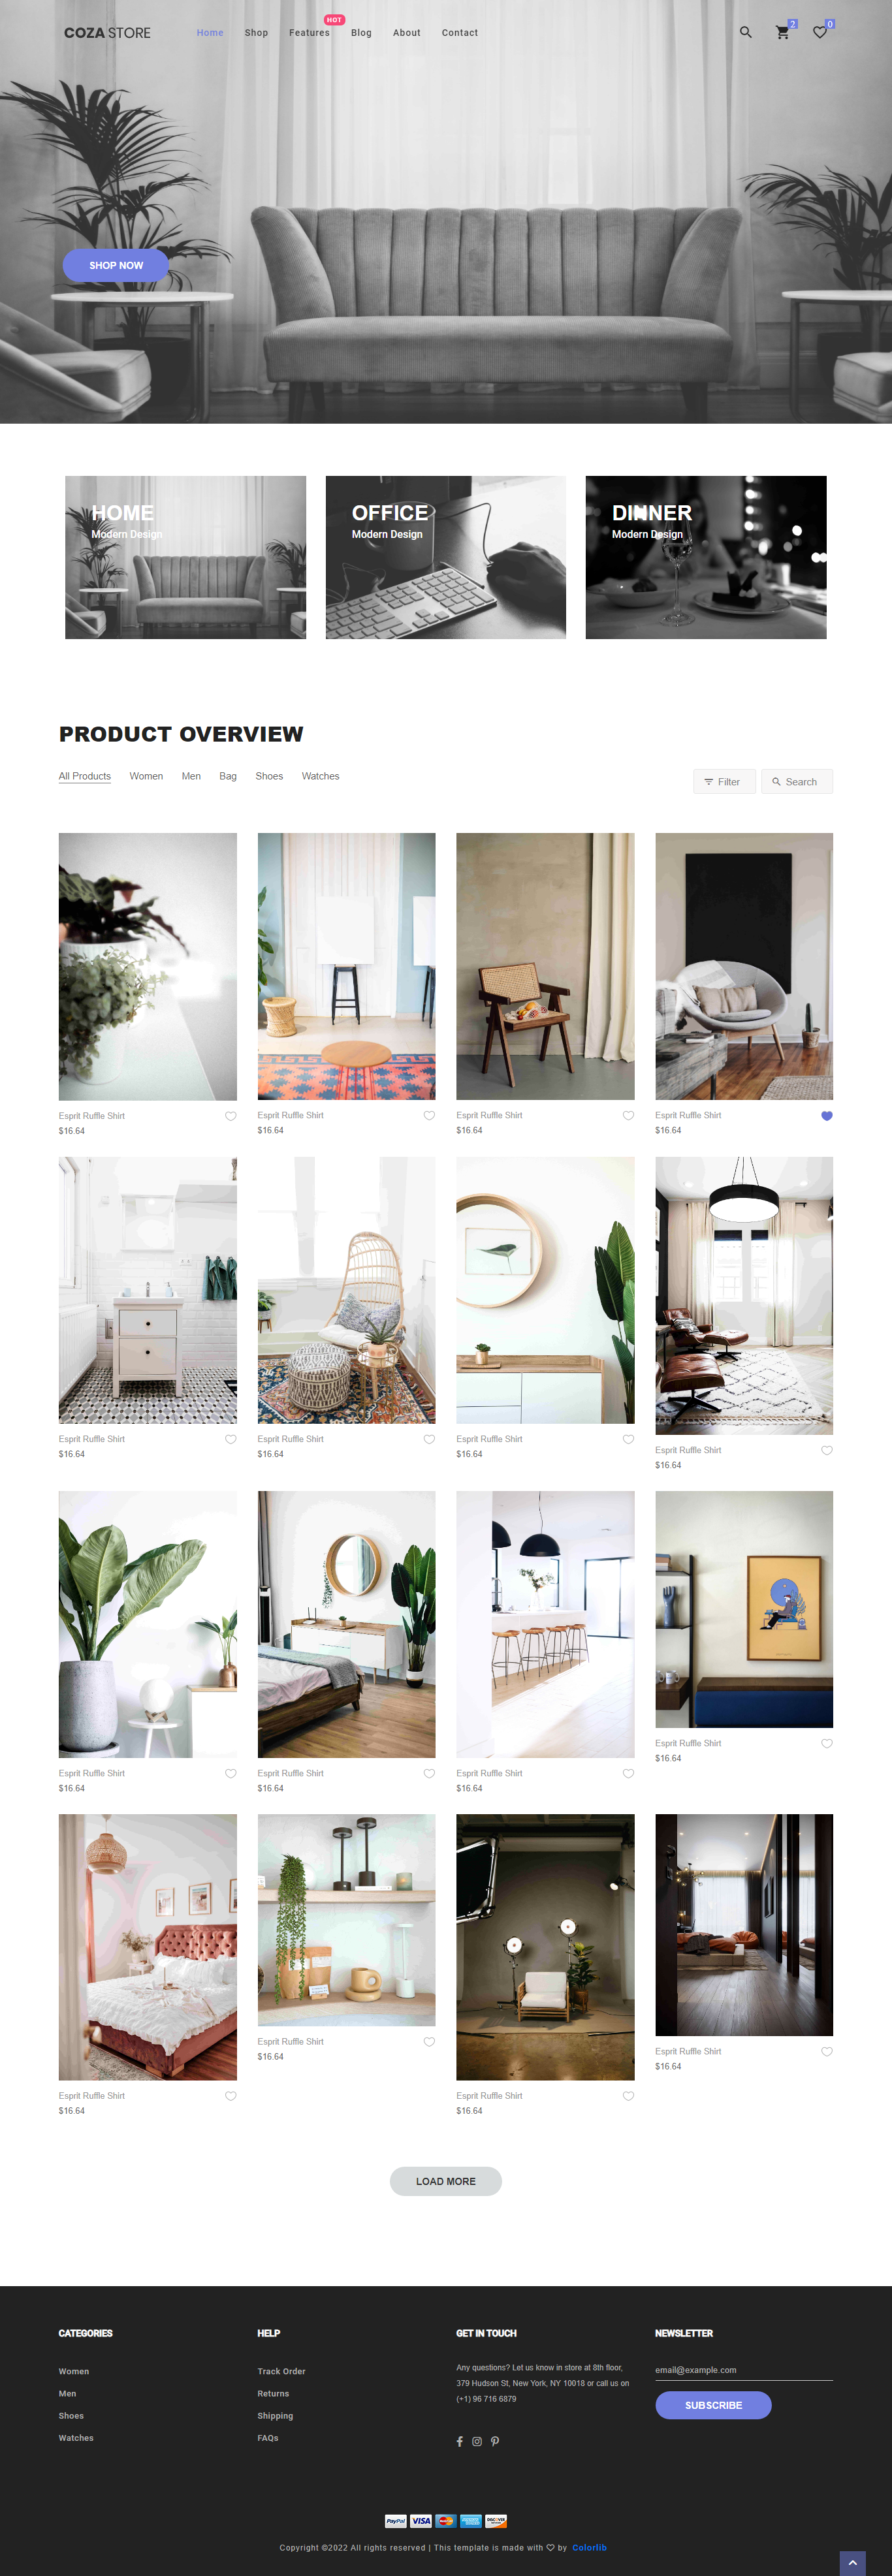 COZA STORE
Home Shop Features Blog About Contact
HOT
2 0
SHOP NOW
HOME
Modern Design
OFFICE
Modern Design
DINNER
Modern Design
PRODUCT OVERVIEW
All Products Women Men Bag Shoes Watches
Filter Search
Esprit Ruffle Shirt
$16.64
Esprit Ruffle Shirt
$16.64
Esprit Ruffle Shirt
$16.64
Esprit Ruffle Shirt
$16.64
Esprit Ruffle Shirt
$16.64
Esprit Ruffle Shirt
$16.64
Esprit Ruffle Shirt
$16.64
Esprit Ruffle Shirt
$16.64
Esprit Ruffle Shirt
$16.64
Esprit Ruffle Shirt
$16.64
Esprit Ruffle Shirt
$16.64
Esprit Ruffle Shirt
$16.64
Esprit Ruffle Shirt
$16.64
Esprit Ruffle Shirt
$16.64
Esprit Ruffle Shirt
$16.64
Esprit Ruffle Shirt
$16.64
LOAD MORE
CATEGORIES
Women
Men
Shoes
Watches
HELP
Track Order
Returns
Shipping
FAQs
GET IN TOUCH
Any questions? Let us know in store at 8th floor,
379 Hudson St, New York, NY 10018 or call us on
(+1) 96 716 6879
NEWSLETTER
email@example.com
SUBSCRIBE
PayPal VISA
Copyright ©2022 All rights reserved | This template is made with ♡ by Colorlib